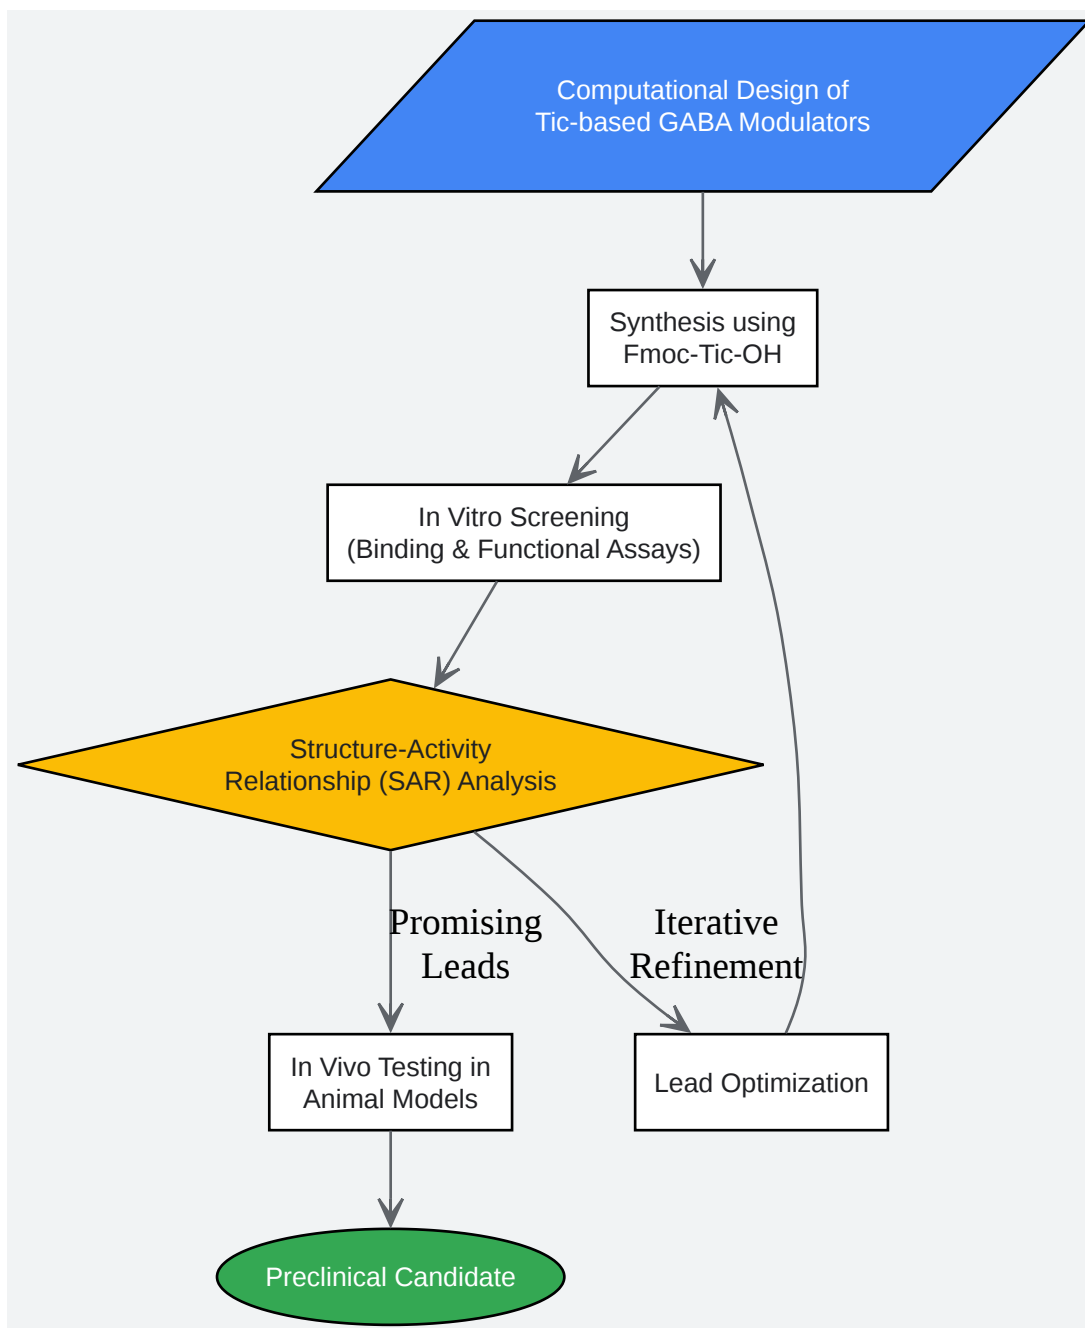 Computational Design of
Tic-based GABA Modulators
Synthesis using
Fmoc-Tic-OH
In Vitro Screening
(Binding & Functional Assays)
Structure-Activity
Relationship (SAR) Analysis
Promising
Leads
Iterative
Refinement
In Vivo Testing in
Animal Models
Lead Optimization
Preclinical Candidate